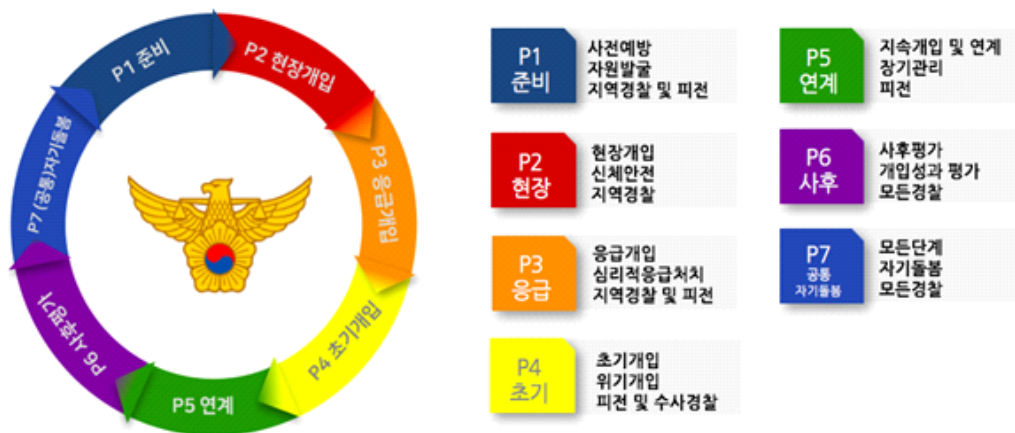 P1 준비
P2 현장개입
P3 응급개입
P4 초기개입
P5 연계
P6 사후평가
P7 (공통)자기돌봄
P1
준비
사전예방
자원발굴
지역경찰 및 피전
P2
현장
현장개입
신체안전
지역경찰
P3
응급
응급개입
심리적응급처치
지역경찰 및 피전
P4
초기
초기개입
위기개입
피전 및 수사경찰
P5
연계
지속개입 및 연계
장기관리
피전
P6
사후
사후평가
개입성과 평가
모든경찰
P7
공통
자기돌봄
모든단계
자기돌봄
모든경찰